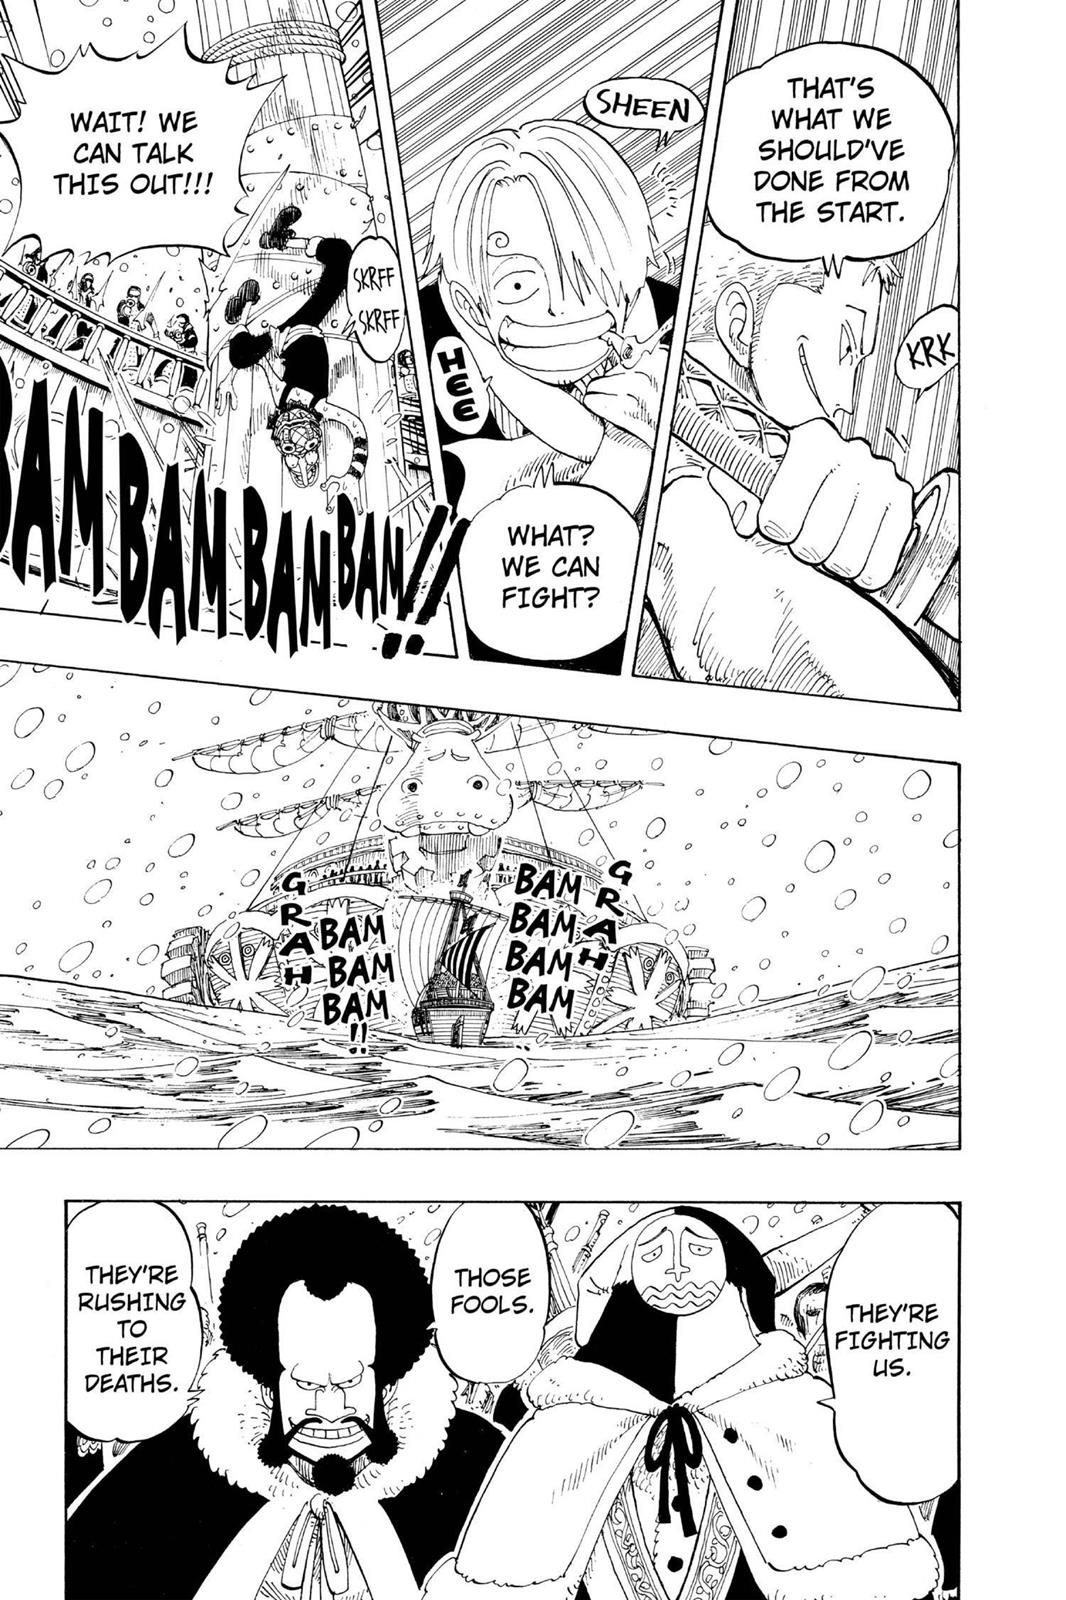 THAT'S
WHAT WE
SHOULD'VE
DONE FROM
THE START.
KRK
SHEEN
HEE
WHAT?
WE CAN
FIGHT?
WAIT! WE
CAN TALK
THIS OUT!!!
SKRFF
SKRFF
BAM BAM BAM BAM!!
GRAH
BAM
BAM
BAM
BAM
GRAH
BAM
BAM
BAM!!
THEY'RE
FIGHTING
US.
THOSE
FOOLS.
THEY'RE
RUSHING
TO
THEIR
DEATHS.